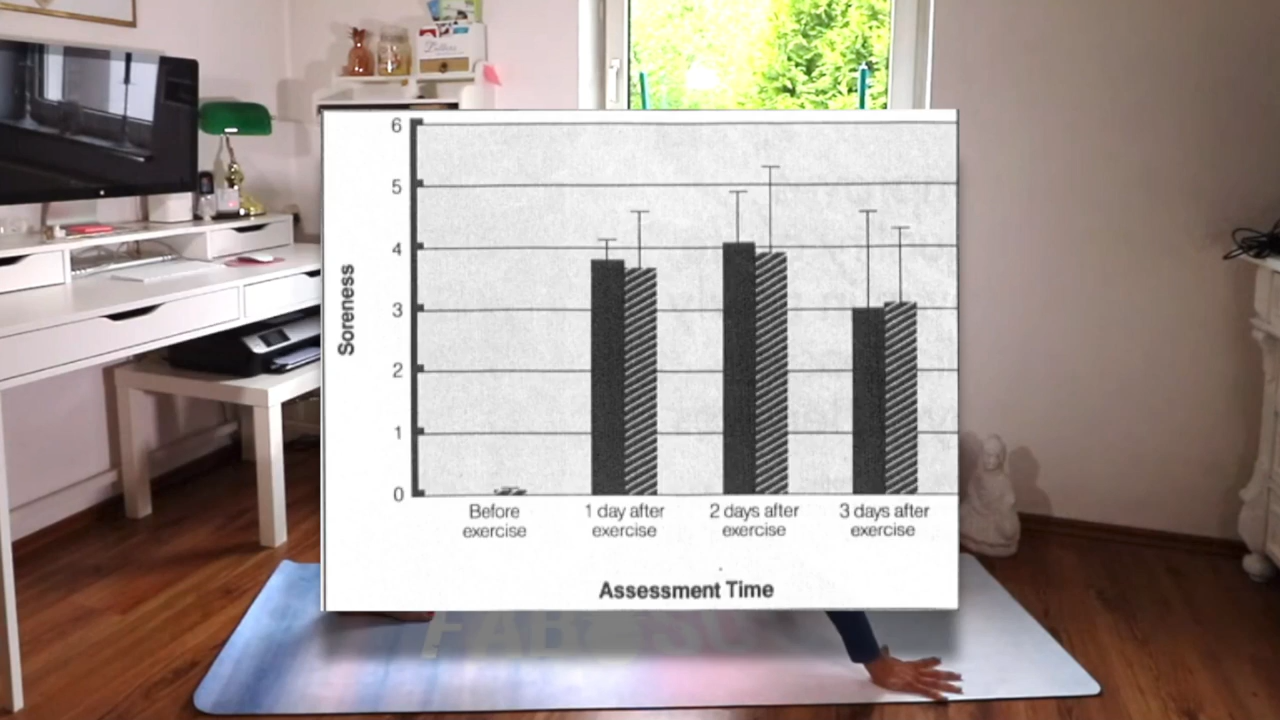 6
5
4
3
2
1
0
Soreness
Before exercise
1 day after exercise
2 days after exercise
3 days after exercise
Assessment Time
FAB